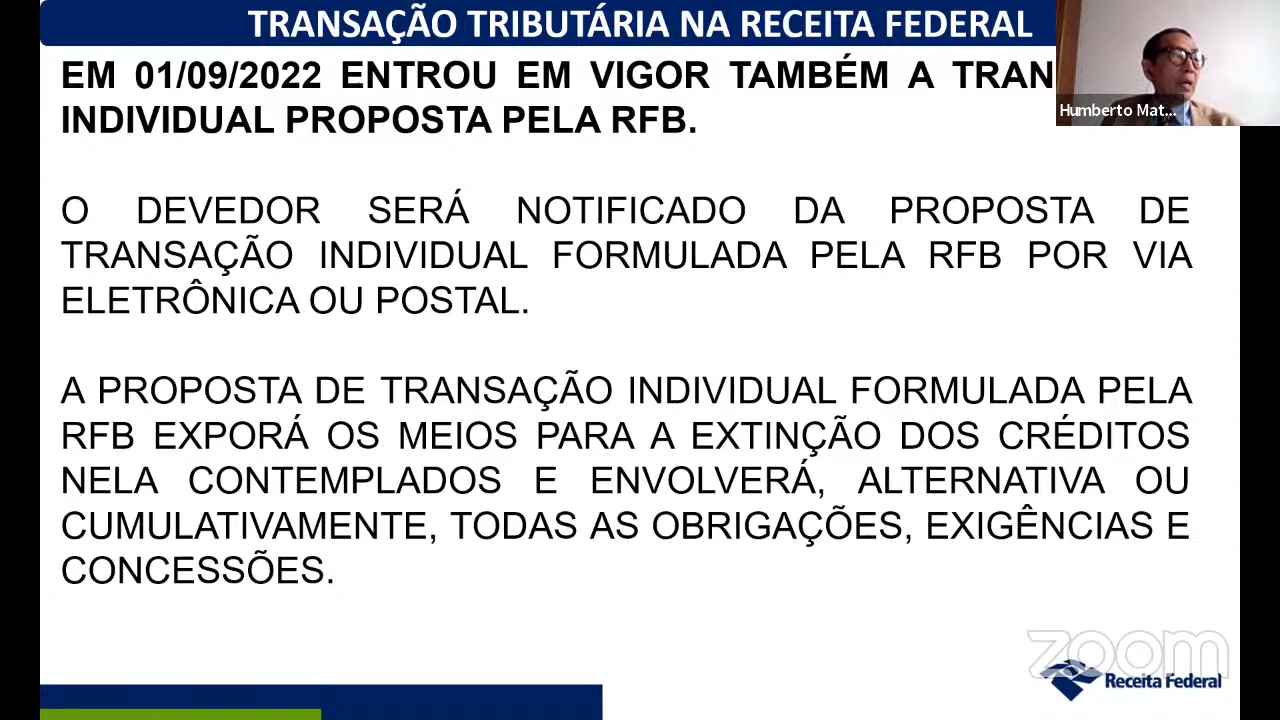 TRANSAÇÃO TRIBUTÁRIA NA RECEITA FEDERAL
EM 01/09/2022 ENTROU EM VIGOR TAMBÉM A TRAN
INDIVIDUAL PROPOSTA PELA RFB.
Humberto Mat...
O DEVEDOR SERÁ NOTIFICADO DA PROPOSTA DE
TRANSAÇÃO INDIVIDUAL FORMULADA PELA RFB POR VIA
ELETRÔNICA OU POSTAL.
A PROPOSTA DE TRANSAÇÃO INDIVIDUAL FORMULADA PELA
RFB EXPORÁ OS MEIOS PARA A EXTINÇÃO DOS CRÉDITOS
NELA CONTEMPLADOS E ENVOLVERÁ, ALTERNATIVA OU
CUMULATIVAMENTE, TODAS AS OBRIGAÇÕES, EXIGÊNCIAS E
CONCESSÕES.
zoom
Receita Federal